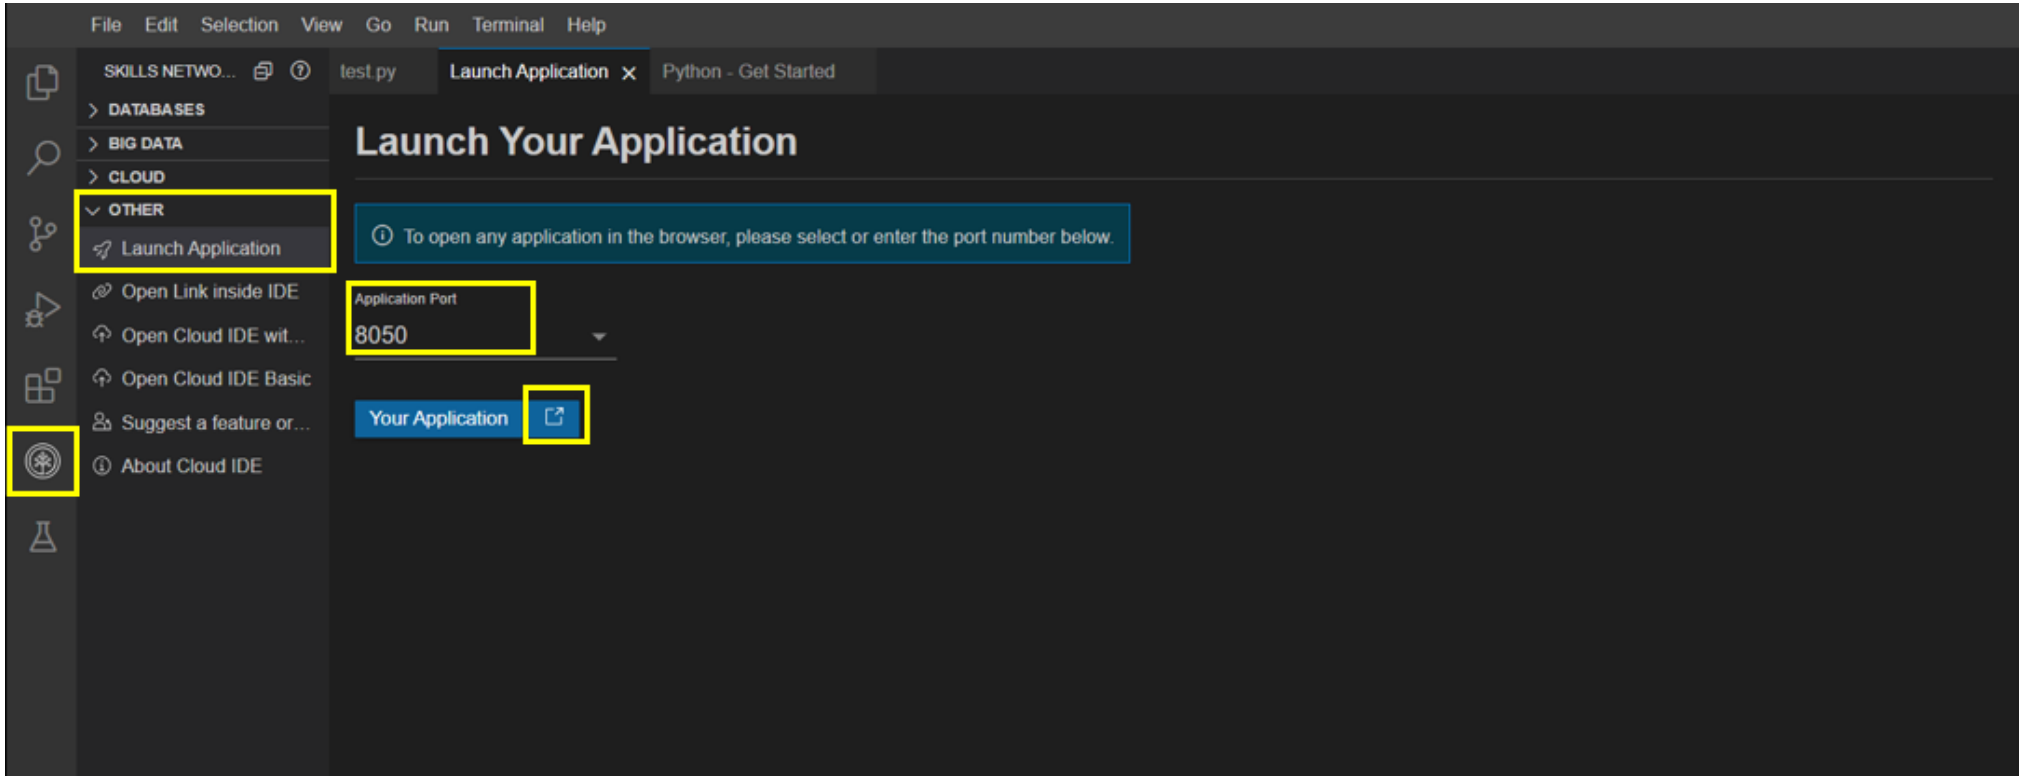 File Edit Selection View Go Run Terminal Help
SKILLS NETWO...
test.py Launch Application Python - Get Started
DATABASES
BIG DATA
CLOUD
OTHER
Launch Application
Open Link inside IDE
Open Cloud IDE wit...
Open Cloud IDE Basic
Suggest a feature or...
About Cloud IDE
Launch Your Application
To open any application in the browser, please select or enter the port number below.
Application Port
8050
Your Application